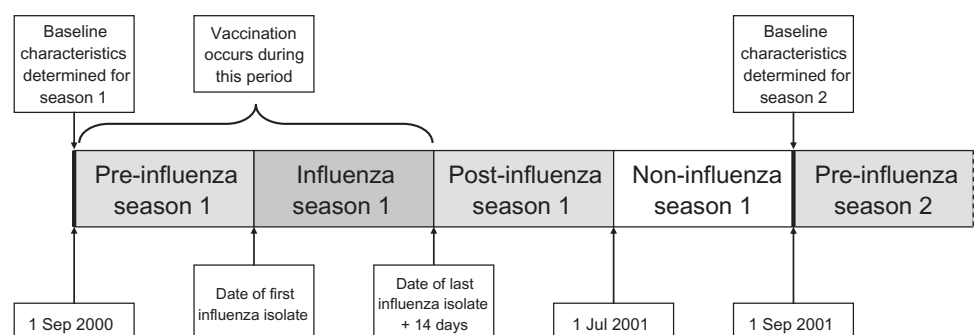 Baseline
characteristics
determined for
season 1
Vaccination
occurs during
this period
Baseline
characteristics
determined for
season 2
Pre-influenza
season 1
Influenza
season 1
Post-influenza
season 1
Non-influenza
season 1
Pre-influenza
season 2
1 Sep 2000
Date of first
influenza isolate
Date of last
influenza isolate
+ 14 days
1 Jul 2001
1 Sep 2001